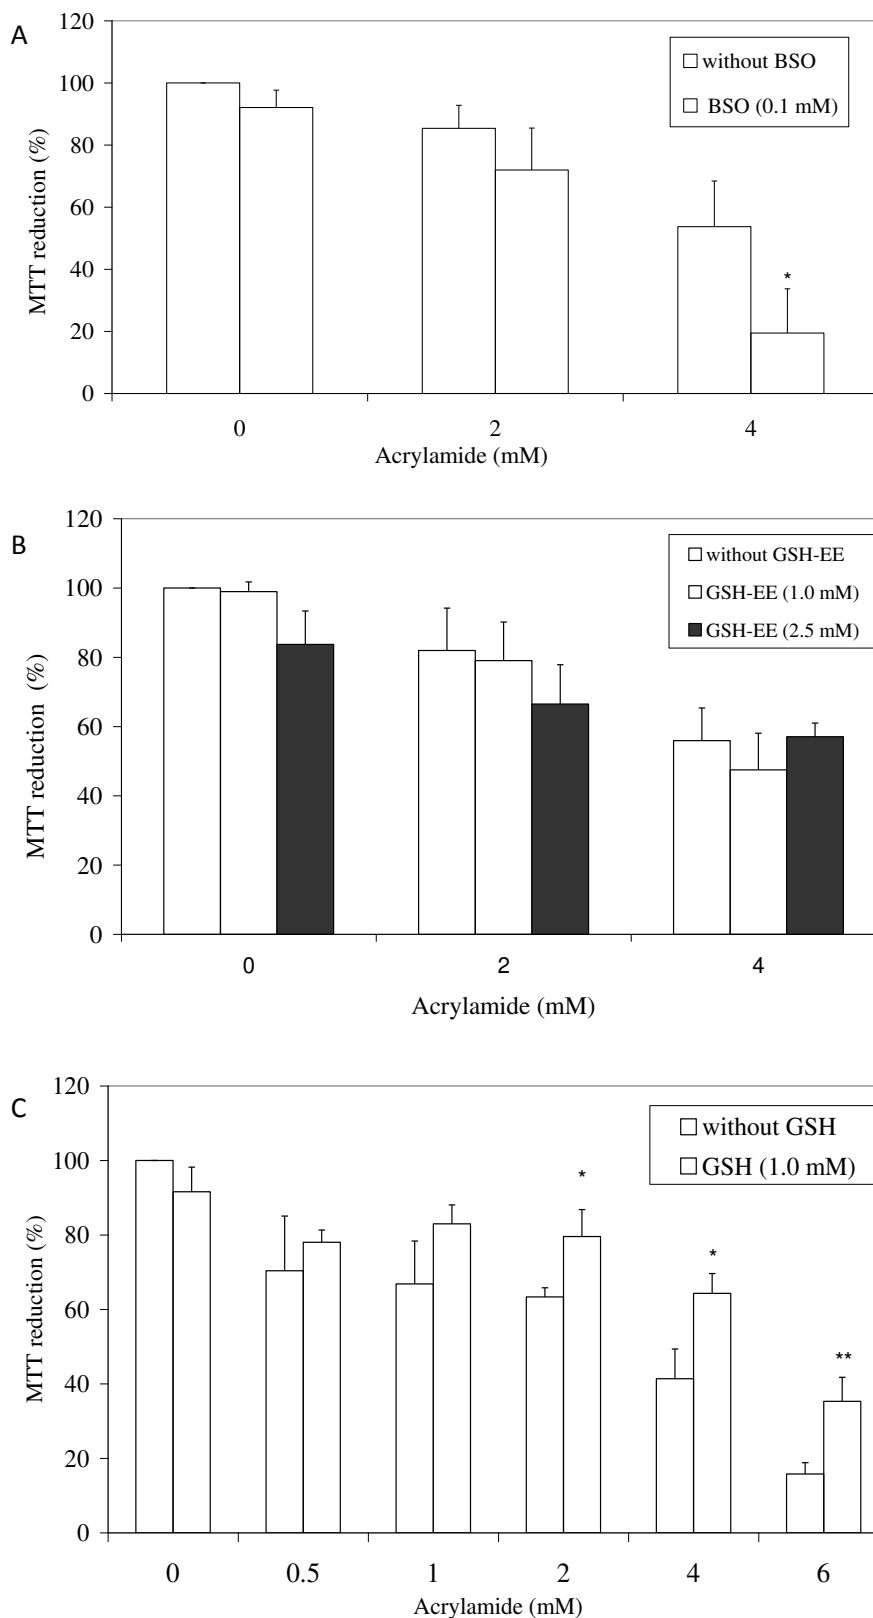 A
120
100
80
60
40
20
0
MTT reduction (%)
without BSO
BSO (0.1 mM)
*
0 2 4
Acrylamide (mM)
B
120
100
80
60
40
20
0
MTT reduction (%)
without GSH-EE
GSH-EE (1.0 mM)
GSH-EE (2.5 mM)
0 2 4
Acrylamide (mM)
C
120
100
80
60
40
20
0
MTT reduction (%)
without GSH
GSH (1.0 mM)
*
*
**
0 0.5 1 2 4 6
Acrylamide (mM)